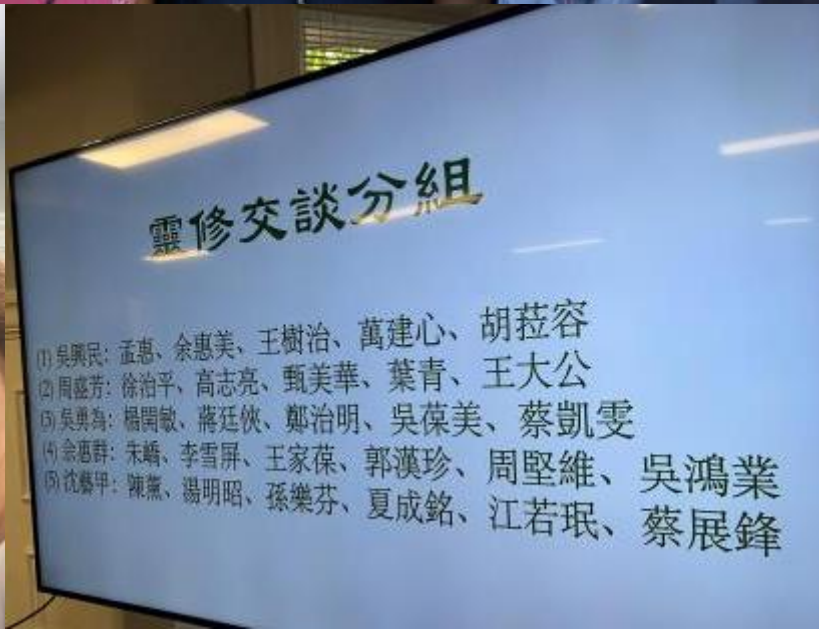 靈修交談分組
(1) 吳興民: 孟惠、余惠美、王樹治、萬建心、胡菈容
(2) 周盛芳: 徐治平、高志亮、甄美華、葉青、王大公
(3) 吳勇為: 楊開敏、蔣廷俠、鄭治明、吳葆美、蔡凱雯
(4) 余惠群: 朱嶠、李雪屏、王家葆、郭漢珍、周堅維、吳鴻業
(5) 沈藝甲: 陳薰、湯明昭、孫樂芬、夏成銘、江若珉、蔡展鋒